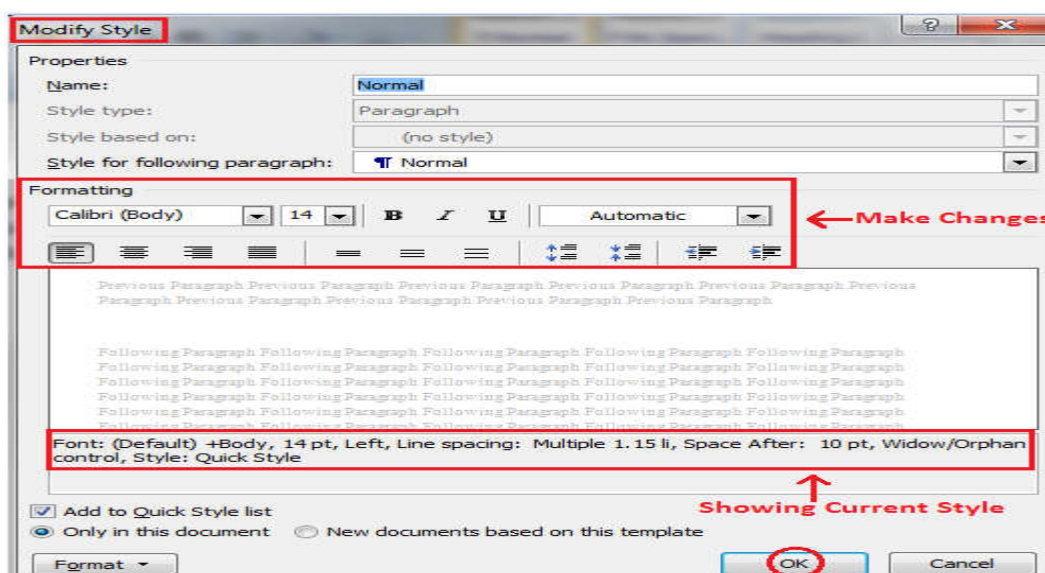 Modify Style
Properties
Name: Normal
Style type: Paragraph
Style based on: (no style)
Style for following paragraph: ¶ Normal
Formatting
Calibri (Body) 14 B I U Automatic
Make Changes
Previous Paragraph Previous Paragraph Previous Paragraph Previous Paragraph Previous Paragraph Previous
Paragraph Previous Paragraph Previous Paragraph Previous Paragraph Previous Paragraph
Following Paragraph Following Paragraph Following Paragraph Following Paragraph Following Paragraph
Following Paragraph Following Paragraph Following Paragraph Following Paragraph Following Paragraph
Following Paragraph Following Paragraph Following Paragraph Following Paragraph Following Paragraph
Following Paragraph Following Paragraph Following Paragraph Following Paragraph Following Paragraph
Following Paragraph Following Paragraph Following Paragraph Following Paragraph Following Paragraph
Following Paragraph Following Paragraph Following Paragraph Following Paragraph Following Paragraph
Font: (Default) +Body, 14 pt, Left, Line spacing: Multiple 1.15 li, Space After: 10 pt, Widow/Orphan
control, Style: Quick Style
Showing Current Style
Add to Quick Style list
Only in this document New documents based on this template
Format OK Cancel